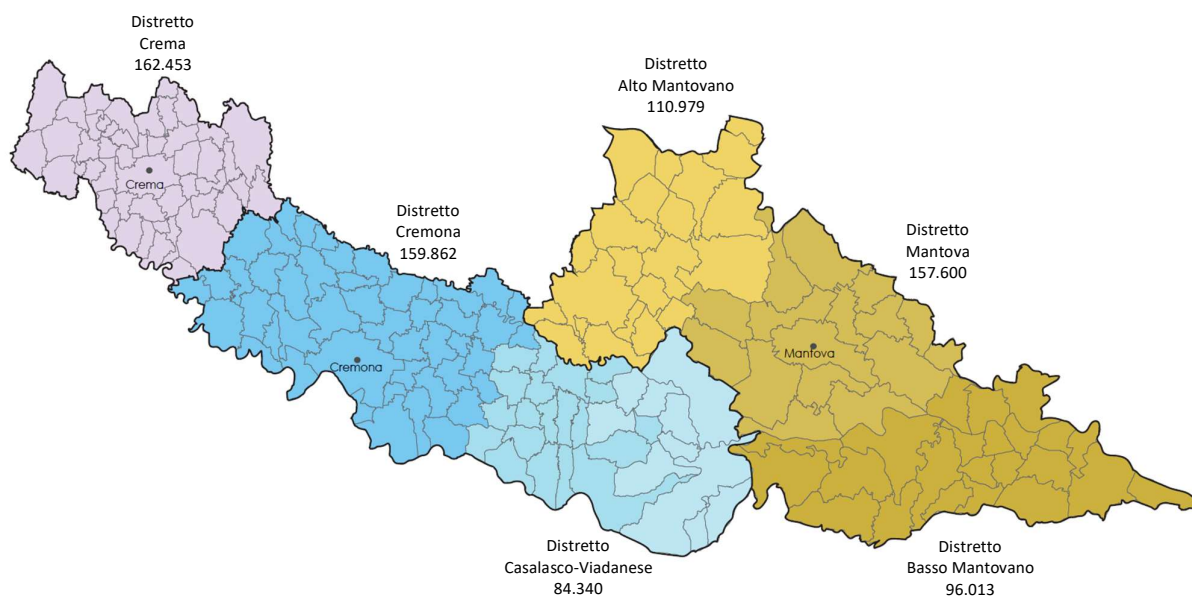 Distretto
Crema
162.453
Distretto
Alto Mantovano
110.979
Crema
Distretto
Cremona
159.862
Distretto
Mantova
157.600
Mantova
Cremona
Distretto
Casalasco-Viadanese
84.340
Distretto
Basso Mantovano
96.013